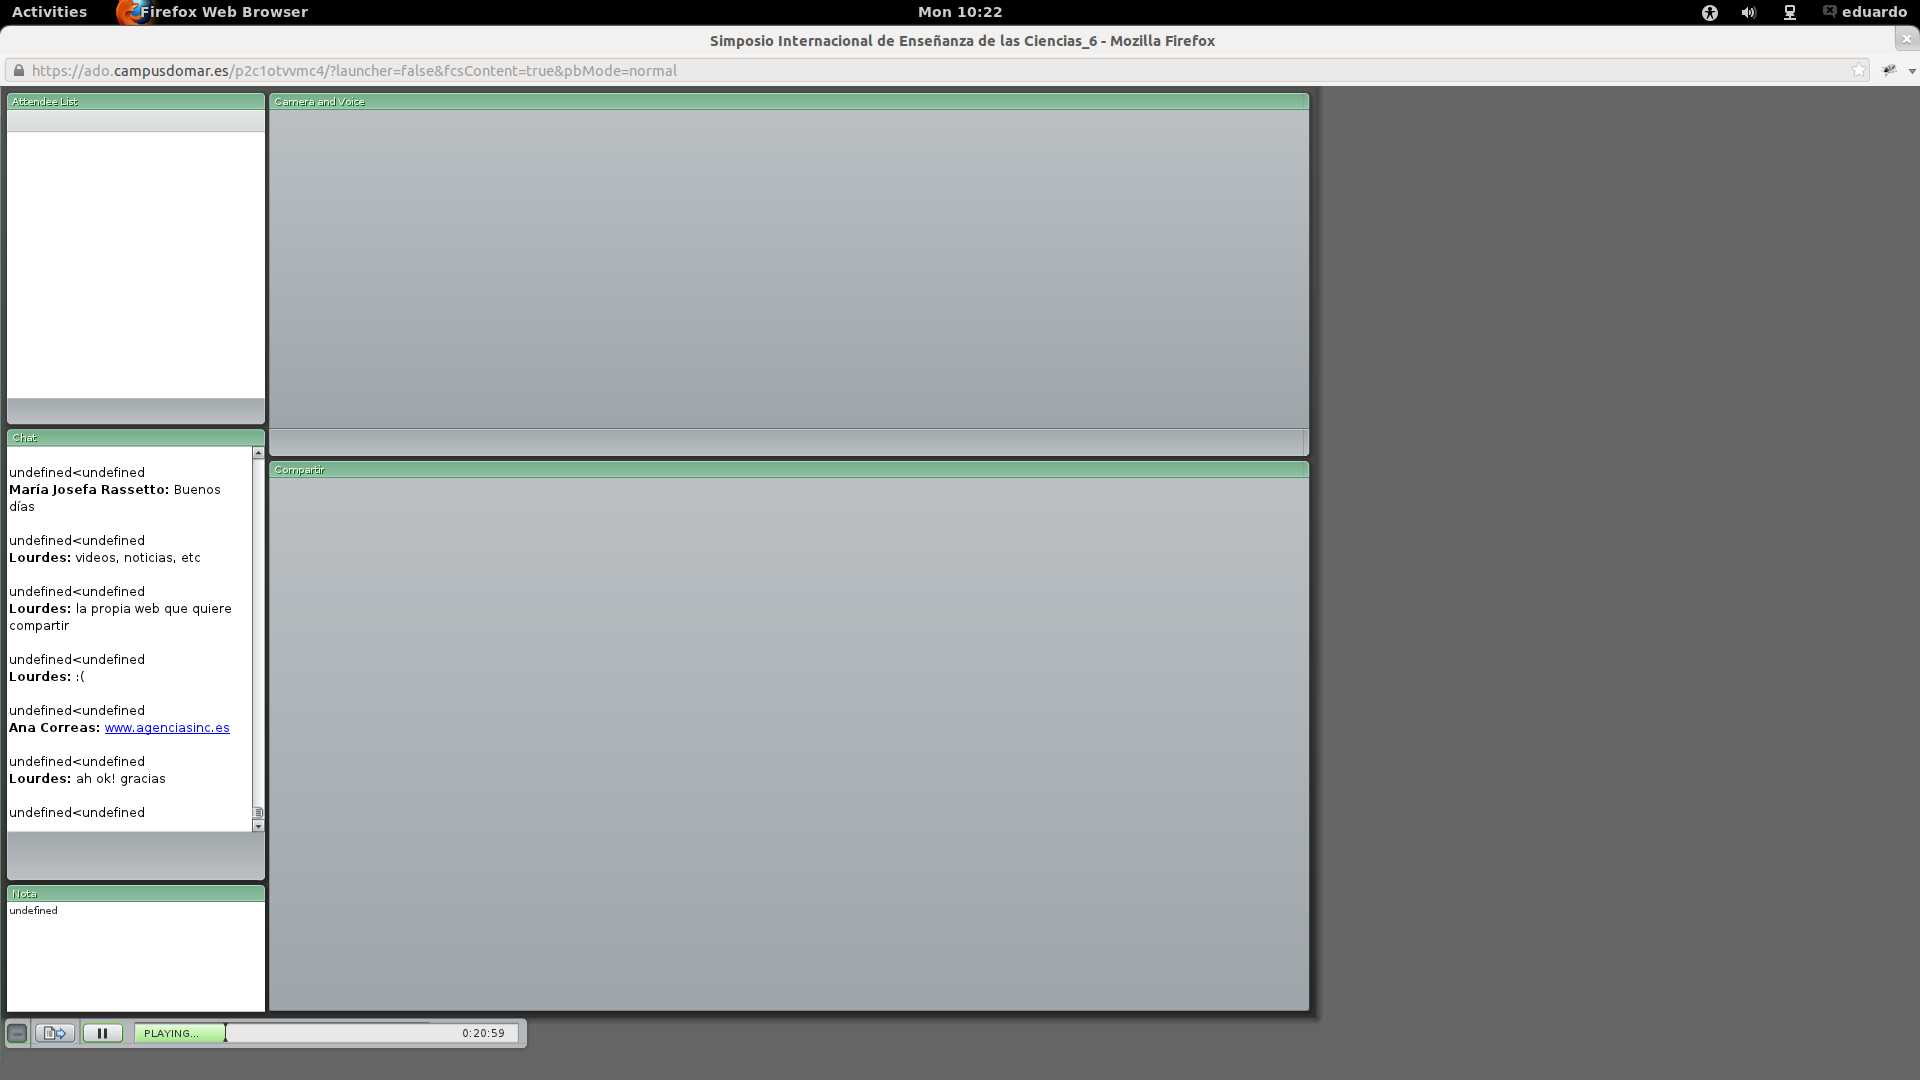 Activities
Firefox Web Browser
Mon 10:22
eduardo
Simposio Internacional de Enseñanza de las Ciencias_6 - Mozilla Firefox
https://ado.campusdomar.es/p2c1otvvmc4/?launcher=false&fcsContent=true&pbMode=normal
Attendee List
Camera and Voice
Chat
undefined<undefined
María Josefa Rassetto: Buenos
días
undefined<undefined
Lourdes: videos, noticias, etc
undefined<undefined
Lourdes: la propia web que quiere
compartir
undefined<undefined
Lourdes: :(
undefined<undefined
Ana Correas: www.agenciasinc.es
undefined<undefined
Lourdes: ah ok! gracias
undefined<undefined
Nota
undefined
Compartir
PLAYING...
0:20:59